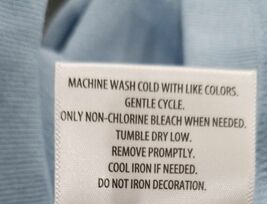 MACHINE WASH COLD WITH LIKE COLORS.
GENTLE CYCLE.
ONLY NON-CHLORINE BLEACH WHEN NEEDED.
TUMBLE DRY LOW.
REMOVE PROMPTLY.
COOL IRON IF NEEDED.
DO NOT IRON DECORATION.